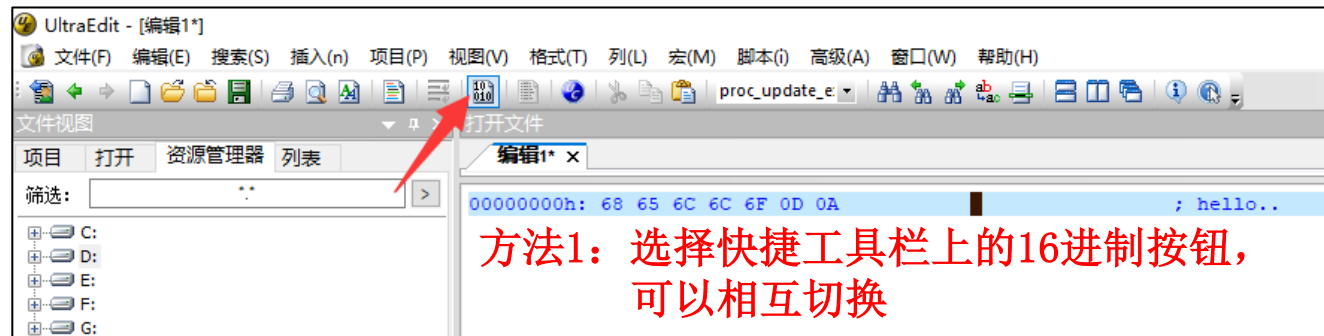 UltraEdit - [编辑1*]
文件(F) 编辑(E) 搜索(S) 插入(n) 项目(P) 视图(V) 格式(T) 列(L) 宏(M) 脚本(i) 高级(A) 窗口(W) 帮助(H)
proc_update_e:
文件视图 打开文件
项目 打开 资源管理器 列表 编辑1* ×
筛选: *.* >
00000000h: 68 65 6C 6C 6F 0D 0A ; hello..
C:
D:
E:
F:
G:
方法1：选择快捷工具栏上的16进制按钮，
可以相互切换